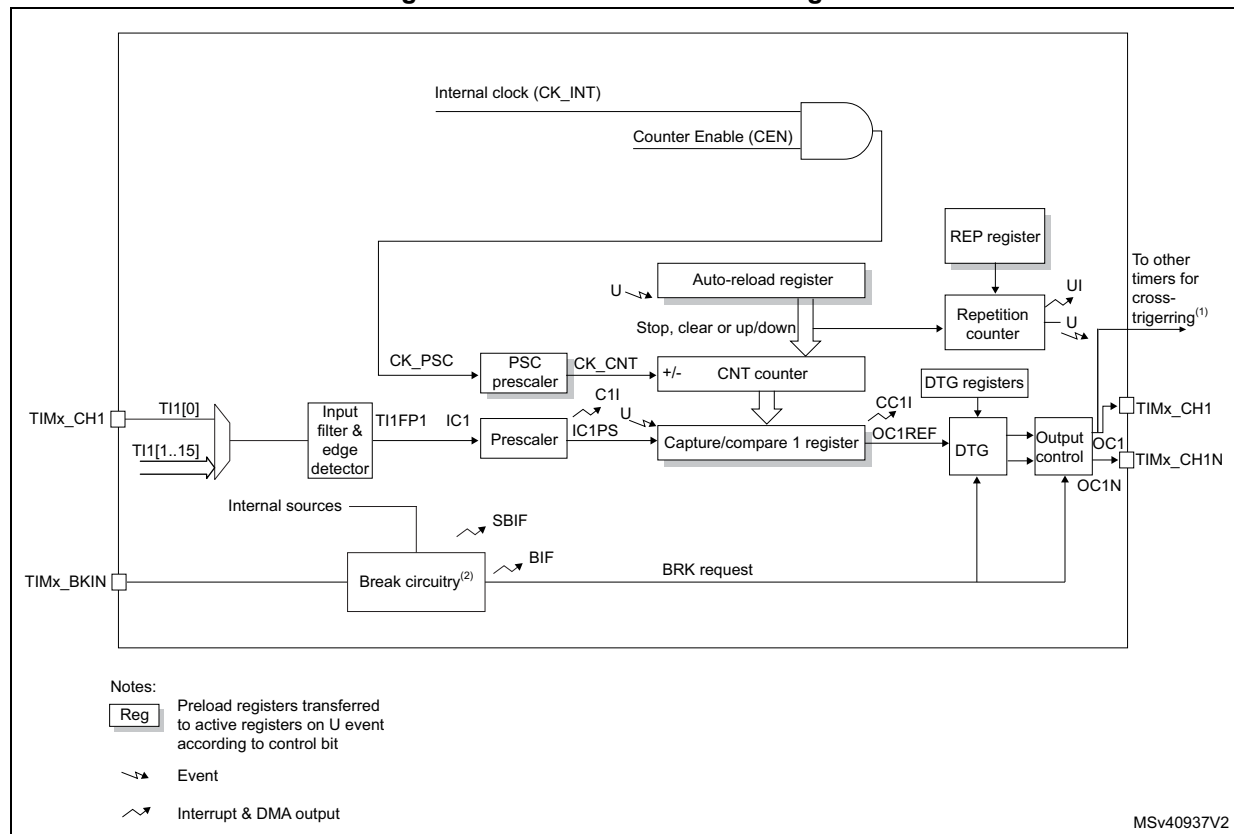 Internal clock (CK_INT)
Counter Enable (CEN)
REP register
Auto-reload register
U
Stop, clear or up/down
Repetition
counter
UI
U
To other
timers for
cross-
trigerring(1)
CK_PSC
PSC
prescaler
CK_CNT
+/-
CNT counter
DTG registers
TIMx_CH1
TI1[0]
TI1[1..15]
Input
filter &
edge
detector
TI1FP1
IC1
Prescaler
C1I
IC1PS
U
Capture/compare 1 register
CC1I
OC1REF
DTG
Output
control
OC1
TIMx_CH1
TIMx_CH1N
OC1N
Internal sources
SBIF
BIF
TIMx_BKIN
Break circuitry(2)
BRK request
Notes:
Reg
Preload registers transferred
to active registers on U event
according to control bit
Event
Interrupt & DMA output
MSv40937V2